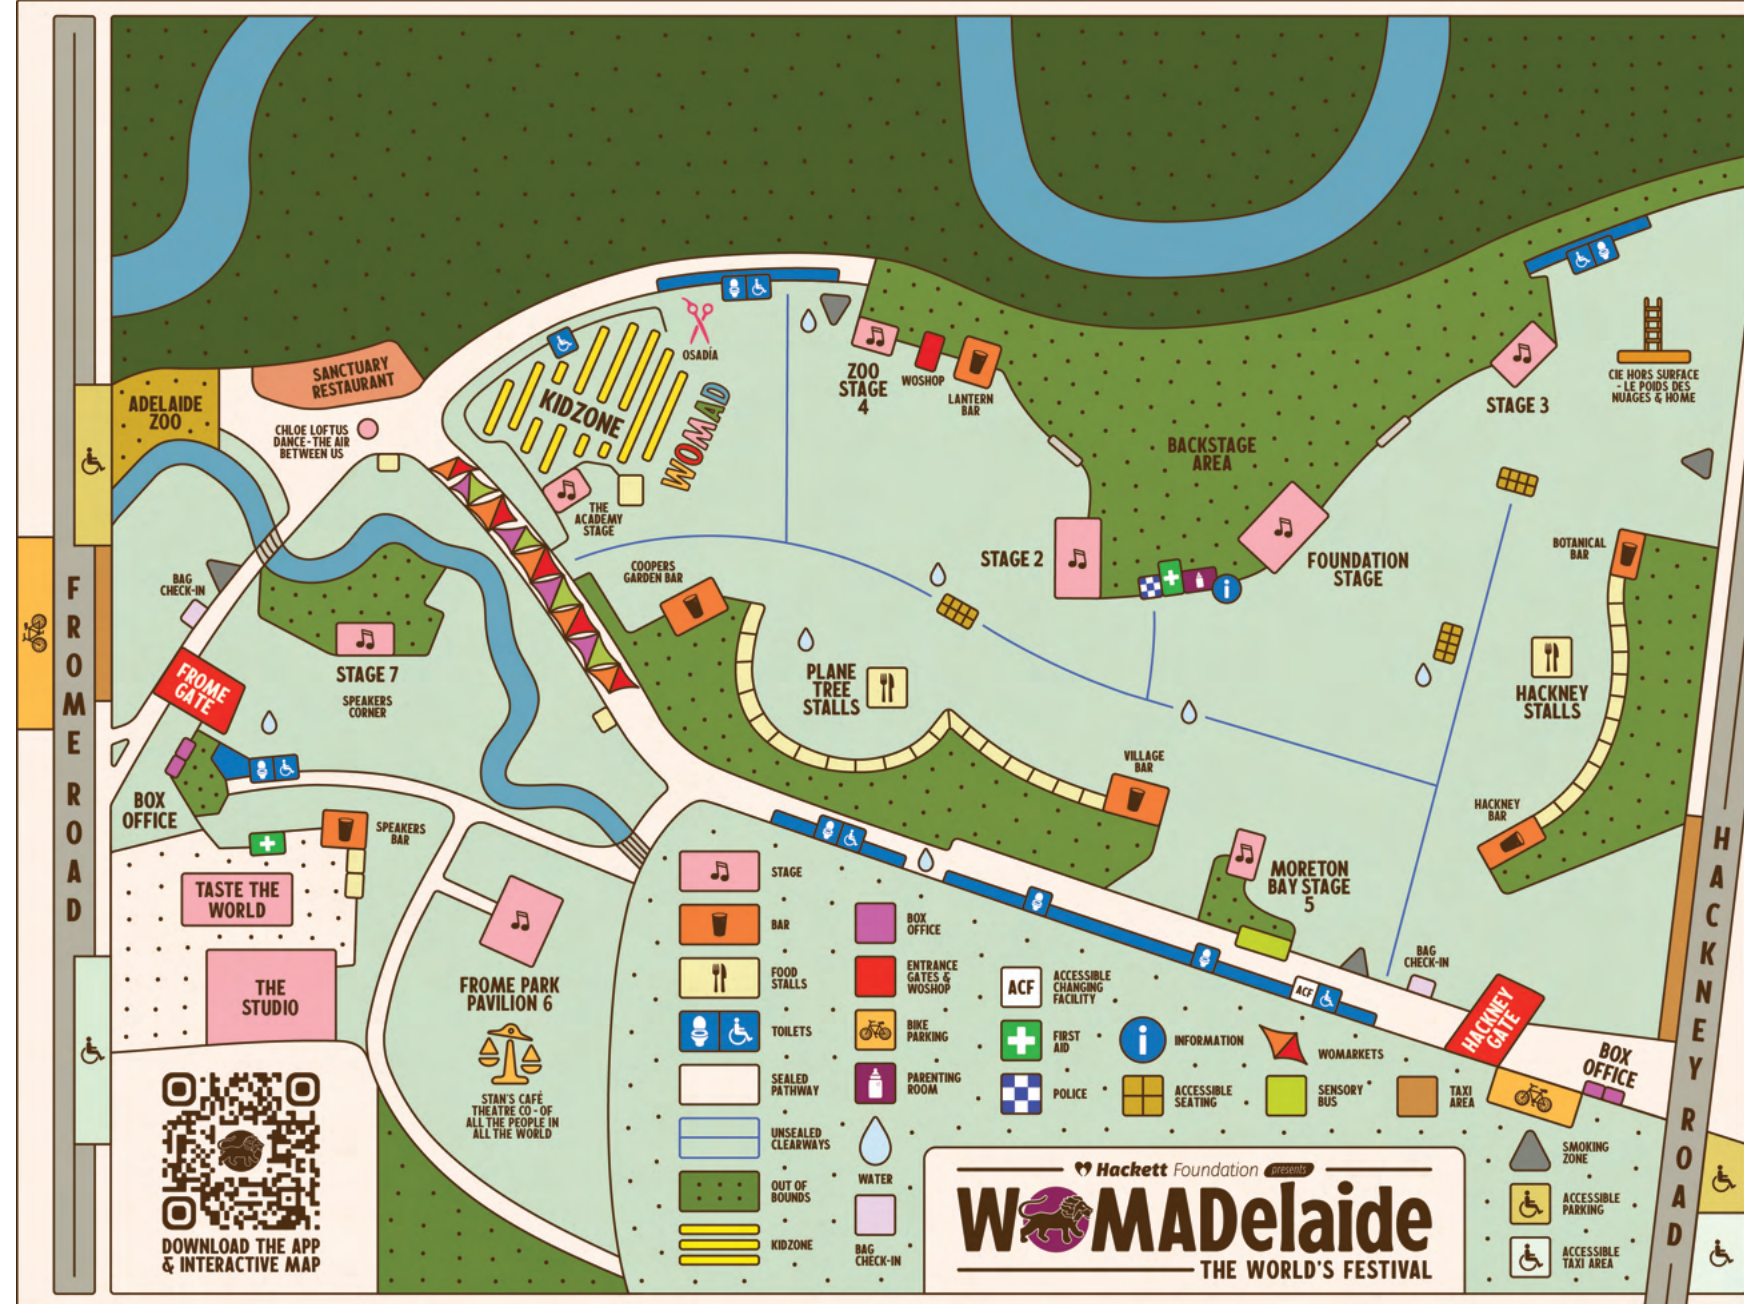 SANCTUARY
RESTAURANT
ADELAIDE
ZOO
CHLOE LOFTUS
DANCE - THE AIR
BETWEEN US
KIDZONE
OSADÍA
WOMAD
THE
ACADEMY
STAGE
ZOO
STAGE
4
WOSHOP
LANTERN
BAR
BACKSTAGE
AREA
STAGE 3
CIE HORS SURFACE
- LE POIDS DES
NUAGES & HOME
STAGE 2
FOUNDATION
STAGE
BOTANICAL
BAR
HACKNEY
STALLS
HACKNEY
BAR
COOPERS
GARDEN BAR
PLANE
TREE
STALLS
VILLAGE
BAR
MORETON
BAY STAGE
5
BAG
CHECK-IN
HACKNEY
GATE
BOX
OFFICE
HACKNEY ROAD
FROME ROAD
BAG
CHECK-IN
FROME
GATE
STAGE 7
SPEAKERS
CORNER
BOX
OFFICE
SPEAKERS
BAR
TASTE THE
WORLD
THE
STUDIO
FROME PARK
PAVILION 6
STAN'S CAFÉ
THEATRE CO - OF
ALL THE PEOPLE IN
ALL THE WORLD
DOWNLOAD THE APP
& INTERACTIVE MAP
ACF
STAGE
BAR
FOOD
STALLS
TOILETS
SEALED
PATHWAY
UNSEALED
CLEARWAYS
OUT OF
BOUNDS
KIDZONE
BOX
OFFICE
ENTRANCE
GATES &
WOSHOP
BIKE
PARKING
PARENTING
ROOM
WATER
BAG
CHECK-IN
ACF
ACCESSIBLE
CHANGING
FACILITY
FIRST
AID
POLICE
i
INFORMATION
ACCESSIBLE
SEATING
WOMARKETS
SENSORY
BUS
TAXI
AREA
SMOKING
ZONE
ACCESSIBLE
PARKING
ACCESSIBLE
TAXI AREA
Hackett Foundation presents
WOMADelaide
THE WORLD'S FESTIVAL